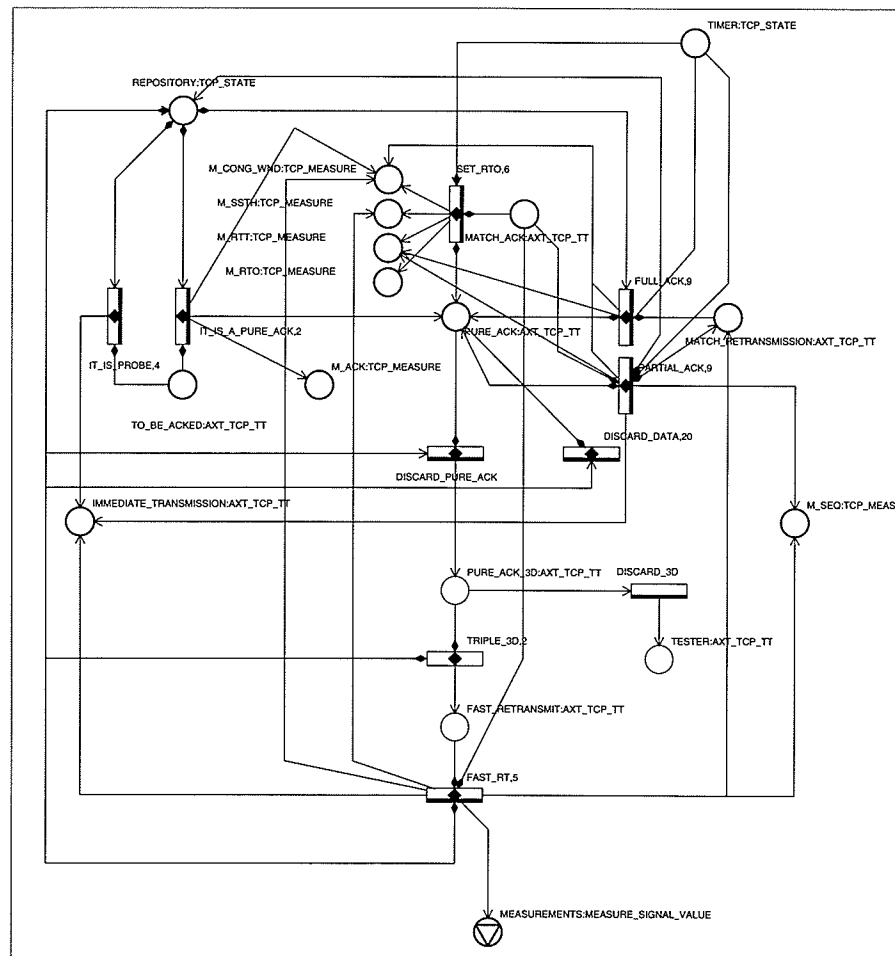 TIMER:TCP_STATE
REPOSITORY:TCP_STATE
M_CONG_WND:TCP_MEASURE
SET_RTO,6
M_SSTH:TCP_MEASURE
MATCH_ACK:AXT_TCP_TT
M_RTT:TCP_MEASURE
M_RTO:TCP_MEASURE
FULL_ACK,9
IT_IS_A_PURE_ACK,2
PURE_ACK:AXT_TCP_TT
MATCH_RETRANSMISSION:AXT_TCP_TT
IT_IS_PROBE,4
M_ACK:TCP_MEASURE
PARTIAL_ACK,9
TO_BE_ACKED:AXT_TCP_TT
DISCARD_DATA,20
DISCARD_PURE_ACK
IMMEDIATE_TRANSMISSION:AXT_TCP_TT
M_SEQ:TCP_MEAS
PURE_ACK_3D:AXT_TCP_TT
DISCARD_3D
TRIPLE_3D,2
TESTER:AXT_TCP_TT
FAST_RETRANSMIT:AXT_TCP_TT
FAST_RT,5
MEASUREMENTS:MEASURE_SIGNAL_VALUE